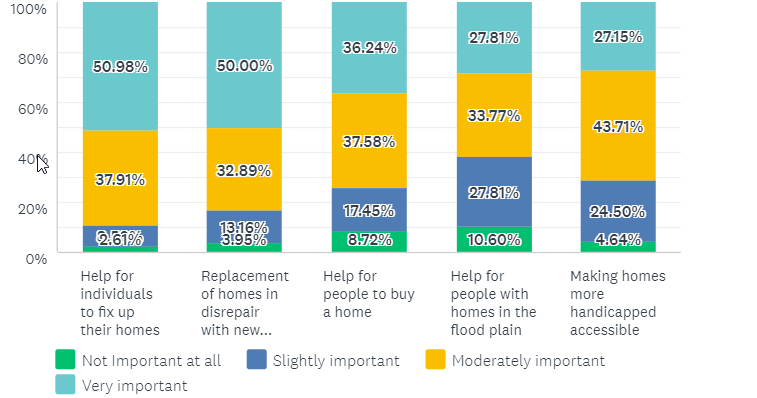 100%
80%
60%
40%
20%
0%
50.98%
37.91%
2.61%
50.00%
32.89%
13.16%
3.95%
36.24%
37.58%
17.45%
8.72%
27.81%
33.77%
27.81%
10.60%
27.15%
43.71%
24.50%
4.64%
Help for
individuals
to fix up
their homes
Replacement
of homes in
disrepair
with new...
Help for
people to buy
a home
Help for
people with
homes in the
flood plain
Making homes
more
handicapped
accessible
Not Important at all
Slightly important
Moderately important
Very important